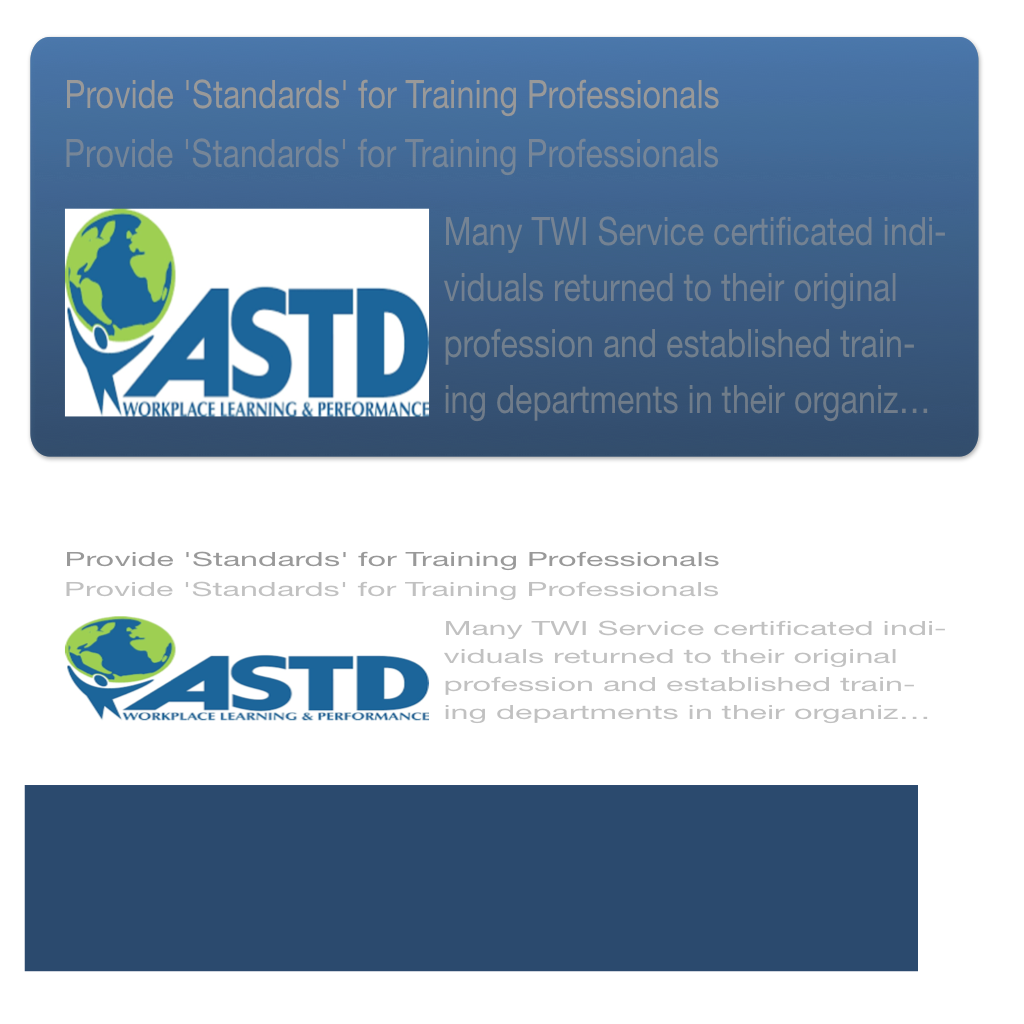 Provide 'Standards' for Training Professionals
Provide 'Standards' for Training Professionals
ASTD
WORKPLACE LEARNING & PERFORMANCE
Many TWI Service certificated indi-
viduals returned to their original
profession and established train-
ing departments in their organiz...
Provide 'Standards' for Training Professionals
Provide 'Standards' for Training Professionals
ASTD
WORKPLACE LEARNING & PERFORMANCE
Many TWI Service certificated indi-
viduals returned to their original
profession and established train-
ing departments in their organiz...